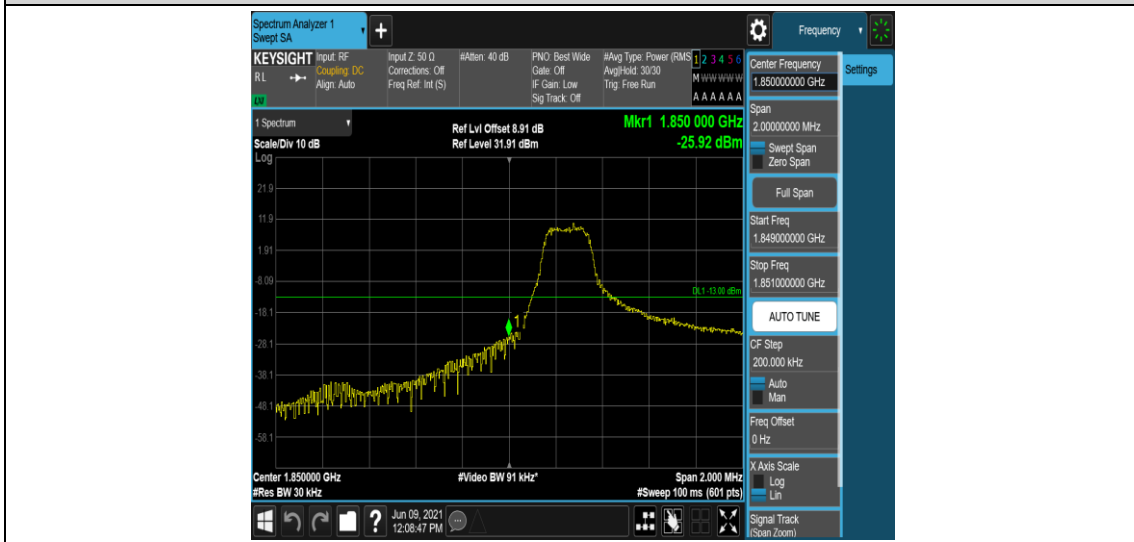 Spectrum Analyzer 1
Swept SA
+
Frequency
KEYSIGHT
RL
LXI
Input: RF
Coupling: DC
Align: Auto
Input Z: 50 Ω
Corrections: Off
Freq Ref: Int (S)
#Atten: 40 dB
PNO: Best Wide
Gate: Off
IF Gain: Low
Sig Track: Off
#Avg Type: Power (RMS
Avg|Hold: 30/30
Trig: Free Run
1 2 3 4 5 6
M W W W W W
A A A A A A
1 Spectrum
Scale/Div 10 dB
Log
Ref Lvl Offset 8.91 dB
Ref Level 31.91 dBm
Mkr1 1.850 000 GHz
-25.92 dBm
21.9
11.9
1.91
-8.09
-18.1
-28.1
-38.1
-48.1
-58.1
DL1 -13.00 dBm
1
Center 1.850000 GHz
#Res BW 30 kHz
#Video BW 91 kHz*
Span 2.000 MHz
#Sweep 100 ms (601 pts)
Center Frequency
1.850000000 GHz
Settings
Span
2.00000000 MHz
Swept Span
Zero Span
Full Span
Start Freq
1.849000000 GHz
Stop Freq
1.851000000 GHz
AUTO TUNE
CF Step
200.000 kHz
Auto
Man
Freq Offset
0 Hz
X Axis Scale
Log
Lin
Signal Track
(Span Zoom)
?
Jun 09, 2021
12:08:47 PM